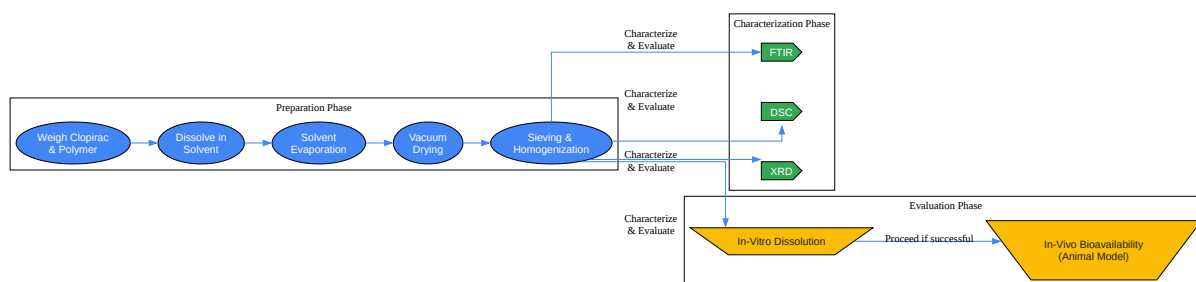 Characterization Phase
Characterize
& Evaluate
FTIR
Characterize
& Evaluate
DSC
Preparation Phase
Weigh Clopirac
& Polymer
Dissolve in
Solvent
Solvent
Evaporation
Vacuum
Drying
Sieving &
Homogenization
Characterize
& Evaluate
XRD
Evaluation Phase
Characterize
& Evaluate
In-Vitro Dissolution
Proceed if successful
In-Vivo Bioavailability
(Animal Model)